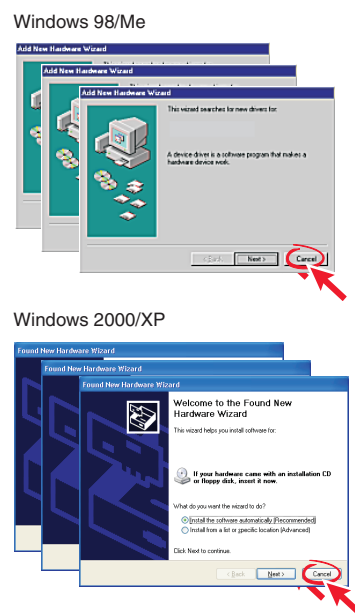 Windows 98/Me
Add New Hardware Wizard
Add New Hardware Wizard
Add New Hardware Wizard
This wizard searches for new drivers for:
A device driver is a software program that makes a
hardware device work.
< Back
Next >
Cancel
Windows 2000/XP
Found New Hardware Wizard
Found New Hardware Wizard
Found New Hardware Wizard
Welcome to the Found New
Hardware Wizard
This wizard helps you install software for:
If your hardware came with an installation CD
or floppy disk, insert it now.
What do you want the wizard to do?
Install the software automatically (Recommended)
Install from a list or specific location (Advanced)
Click Next to continue.
< Back
Next >
Cancel